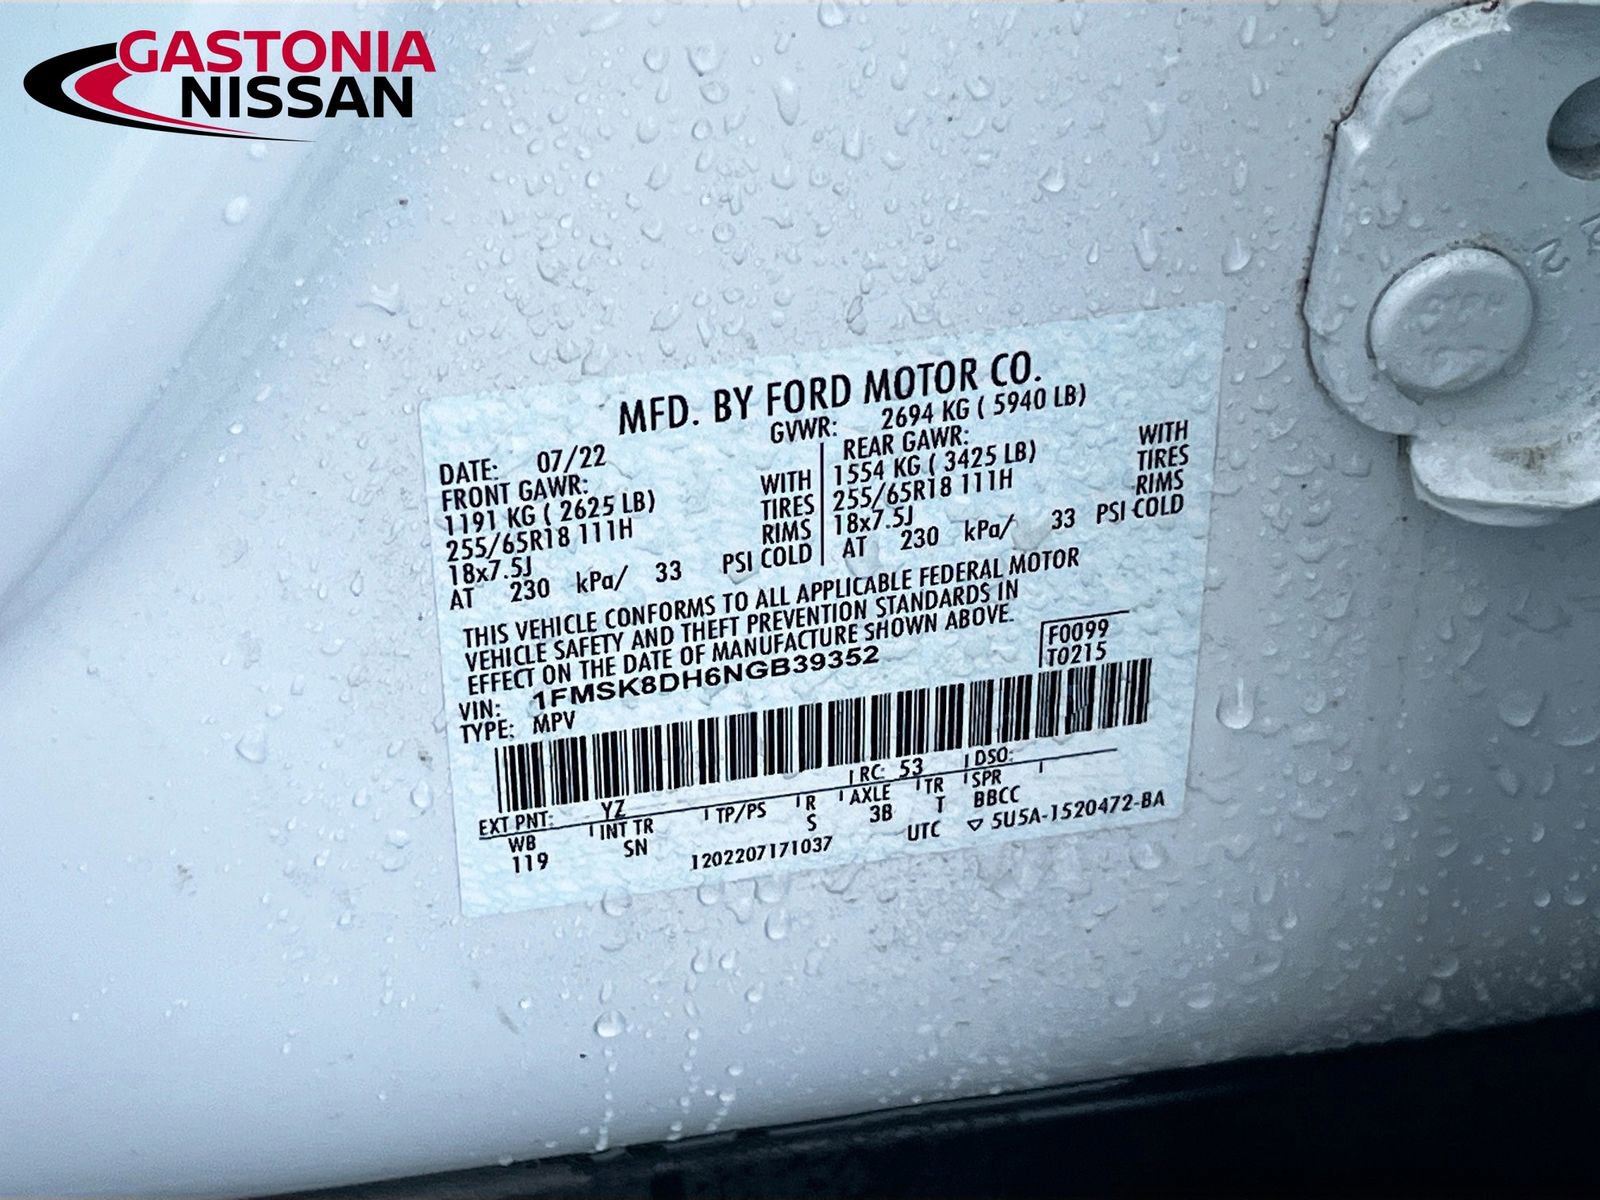 GASTONIA
NISSAN
MFD. BY FORD MOTOR CO.
DATE: 07/22 GVWR: 2694 KG ( 5940 LB)
FRONT GAWR: REAR GAWR:
1191 KG ( 2625 LB) WITH 1554 KG ( 3425 LB) WITH
255/65R18 111H TIRES 255/65R18 111H TIRES
18x7.5J RIMS 18x7.5J RIMS
AT 230 kPa/ 33 PSI COLD AT 230 kPa/ 33 PSI COLD
THIS VEHICLE CONFORMS TO ALL APPLICABLE FEDERAL MOTOR
VEHICLE SAFETY AND THEFT PREVENTION STANDARDS IN
EFFECT ON THE DATE OF MANUFACTURE SHOWN ABOVE.
VIN: 1FMSK8DH6NGB39352 F0099
TYPE: MPV T0215
EXT PNT: YZ RC: 53 DSO:
WB INT TR TP/PS R AXLE TR SPR
119 SN S 3B T BBCC
1202207171037 UTC ▽ 5U5A-1520472-BA